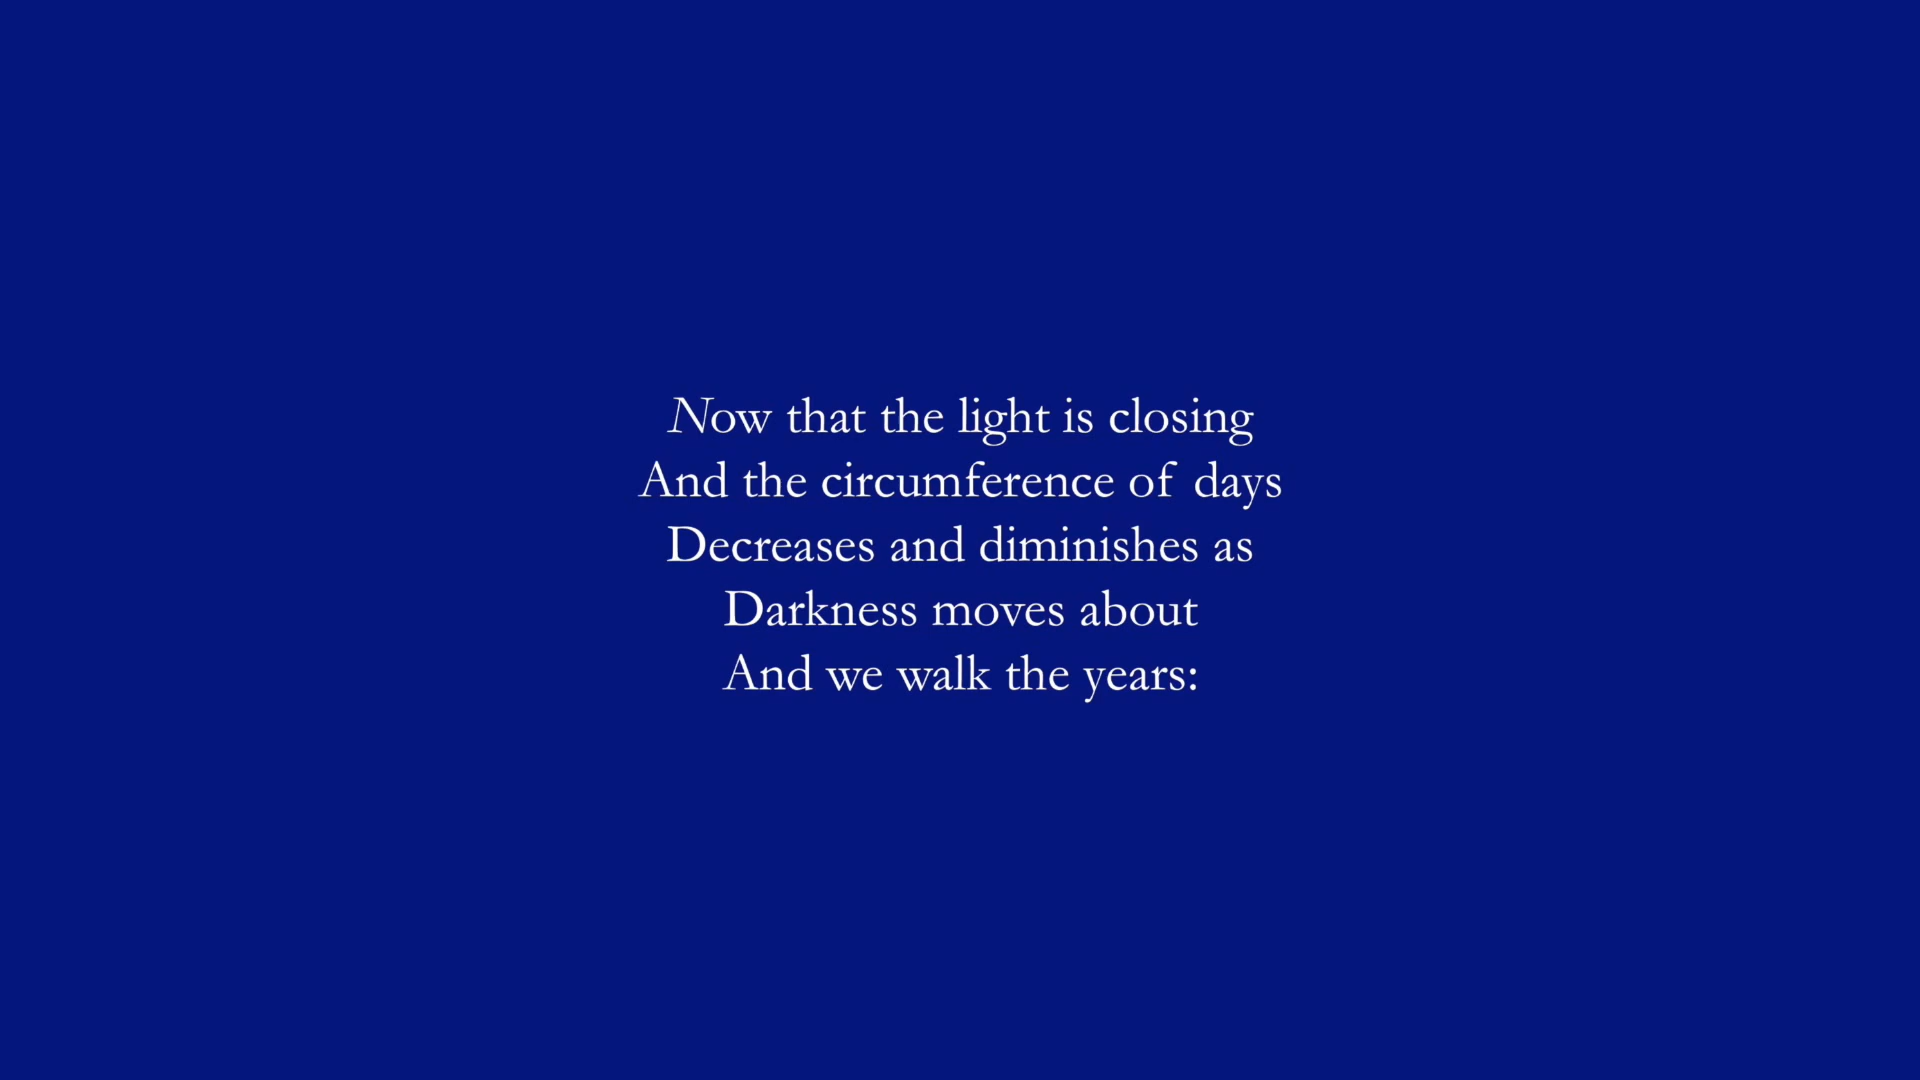 Now that the light is closing
And the circumference of days
Decreases and diminishes as
Darkness moves about
And we walk the years: